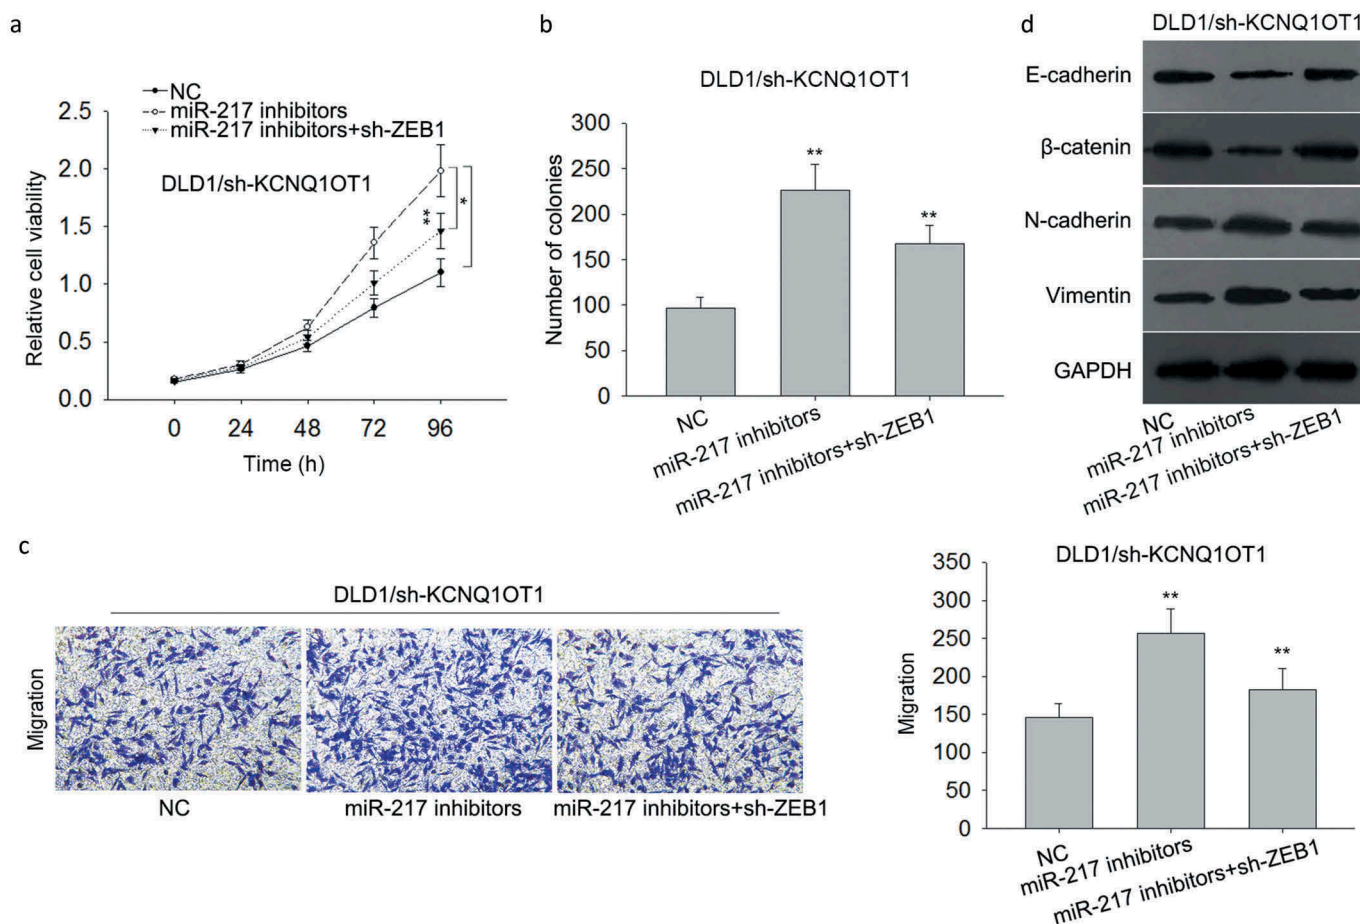 a
NC
miR-217 inhibitors
miR-217 inhibitors+sh-ZEB1
DLD1/sh-KCNQ1OT1
Relative cell viability
2.5
2.0
1.5
1.0
0.5
0.0
**
*
0 24 48 72 96
Time (h)
b
DLD1/sh-KCNQ1OT1
Number of colonies
300
250
200
150
100
50
0
**
**
NC
miR-217 inhibitors
miR-217 inhibitors+sh-ZEB1
d
DLD1/sh-KCNQ1OT1
E-cadherin
β-catenin
N-cadherin
Vimentin
GAPDH
NC
miR-217 inhibitors
miR-217 inhibitors+sh-ZEB1
c
DLD1/sh-KCNQ1OT1
Migration
NC
miR-217 inhibitors
miR-217 inhibitors+sh-ZEB1
DLD1/sh-KCNQ1OT1
Migration
350
300
250
200
150
100
50
0
**
**
NC
miR-217 inhibitors
miR-217 inhibitors+sh-ZEB1